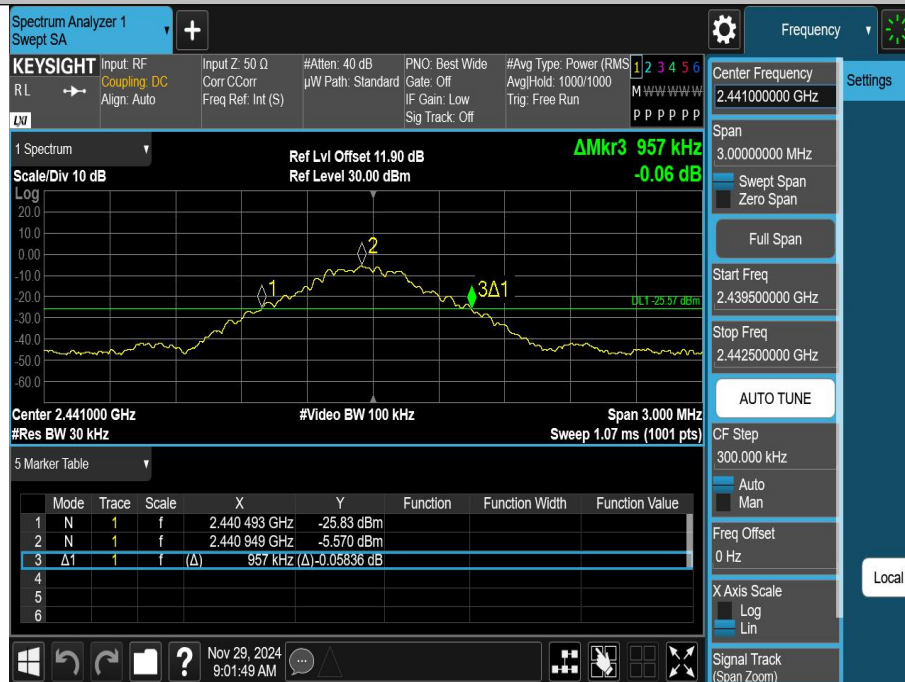 Spectrum Analyzer 1
Swept SA
Frequency
KEYSIGHT
RL
LXI
Input: RF
Coupling: DC
Align: Auto
Input Z: 50 Ω
Corr CCorr
Freq Ref: Int (S)
#Atten: 40 dB
µW Path: Standard
PNO: Best Wide
Gate: Off
IF Gain: Low
Sig Track: Off
#Avg Type: Power (RMS
Avg|Hold: 1000/1000
Trig: Free Run
1 2 3 4 5 6
M W W W W W
P P P P P P
1 Spectrum
Scale/Div 10 dB
Ref Lvl Offset 11.90 dB
Ref Level 30.00 dBm
ΔMkr3 957 kHz
-0.06 dB
Log
20.0
10.0
0.00
-10.0
-20.0
-30.0
-40.0
-50.0
-60.0
1
2
3Δ1
DL1 -25.57 dBm
Center 2.441000 GHz
#Video BW 100 kHz
Span 3.000 MHz
#Res BW 30 kHz
Sweep 1.07 ms (1001 pts)
5 Marker Table
Mode Trace Scale X Y Function Function Width Function Value
1 N 1 f 2.440 493 GHz -25.83 dBm
2 N 1 f 2.440 949 GHz -5.570 dBm
3 Δ1 1 f (Δ) 957 kHz (Δ)-0.05836 dB
4
5
6
Nov 29, 2024
9:01:49 AM
Center Frequency
2.441000000 GHz
Settings
Span
3.00000000 MHz
Swept Span
Zero Span
Full Span
Start Freq
2.439500000 GHz
Stop Freq
2.442500000 GHz
AUTO TUNE
CF Step
300.000 kHz
Auto
Man
Freq Offset
0 Hz
X Axis Scale
Log
Lin
Local
Signal Track
(Span Zoom)